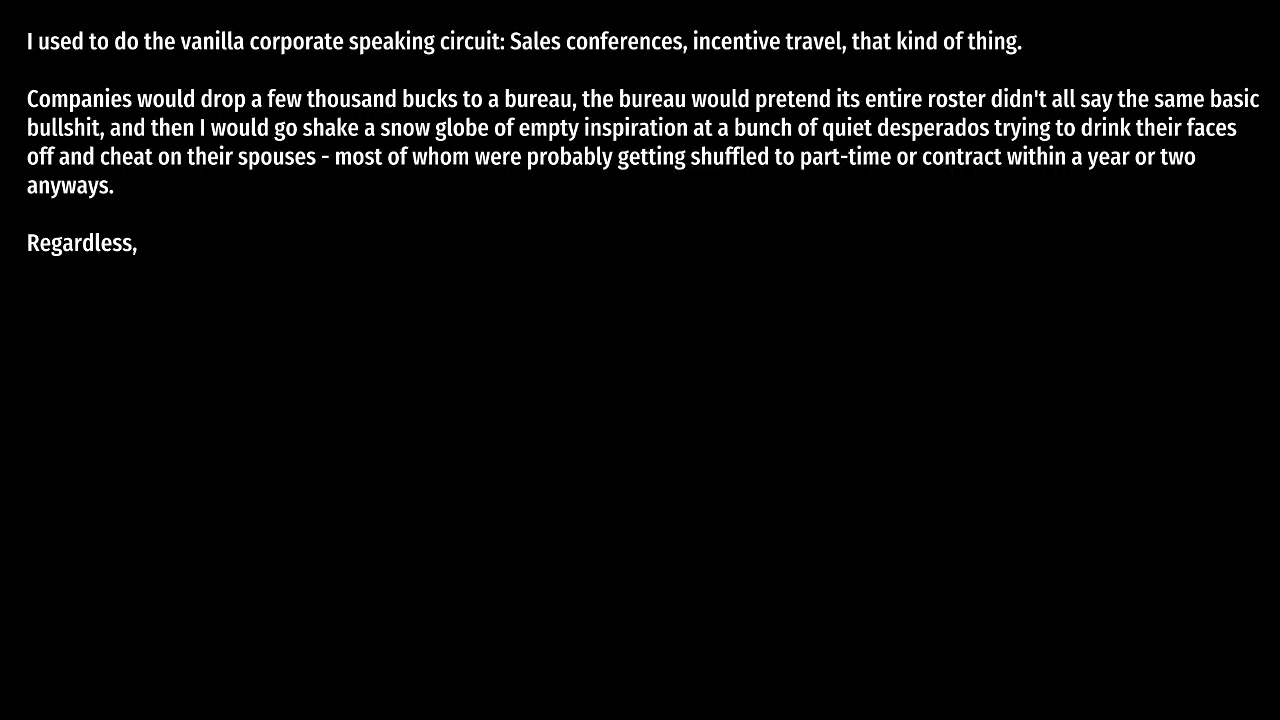 I used to do the vanilla corporate speaking circuit: Sales conferences, incentive travel, that kind of thing.
Companies would drop a few thousand bucks to a bureau, the bureau would pretend its entire roster didn't all say the same basic
bullshit, and then I would go shake a snow globe of empty inspiration at a bunch of quiet desperados trying to drink their faces
off and cheat on their spouses - most of whom were probably getting shuffled to part-time or contract within a year or two
anyways.
Regardless,